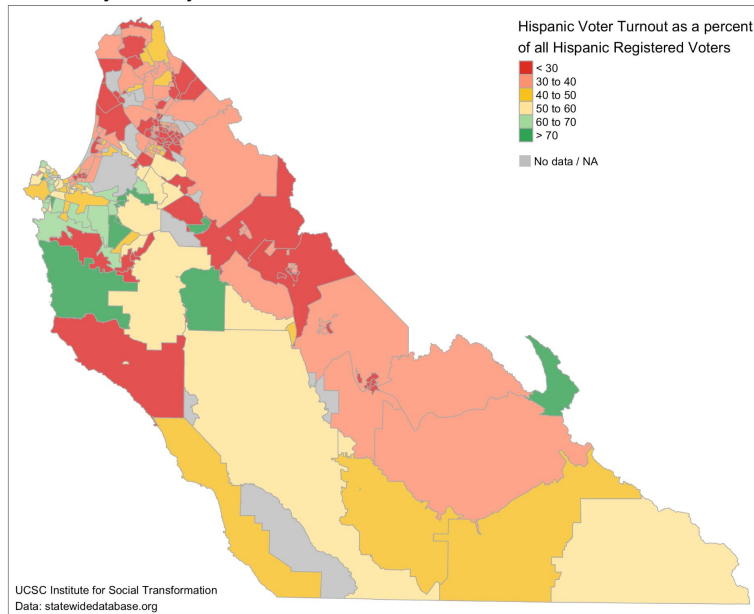 Hispanic Voter Turnout as a percent
of all Hispanic Registered Voters
< 30
30 to 40
40 to 50
50 to 60
60 to 70
> 70
No data / NA
UCSC Institute for Social Transformation
Data: statewidedatabase.org